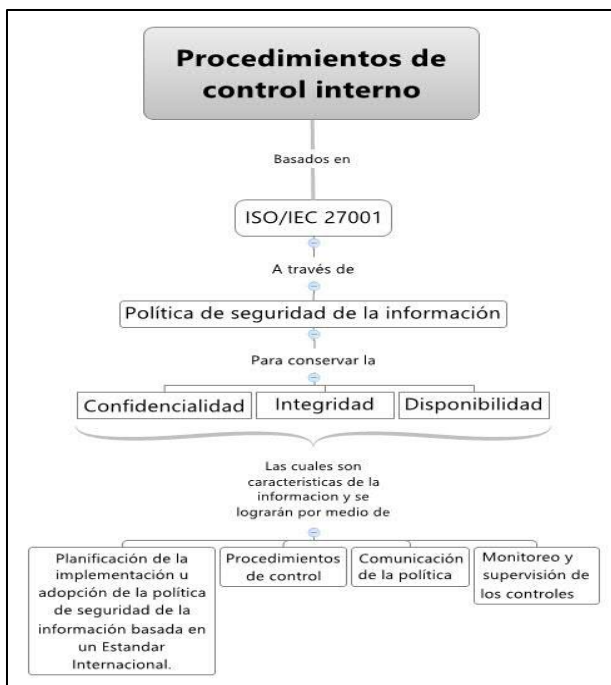 Procedimientos de
control interno
Basados en
ISO/IEC 27001
A través de
Política de seguridad de la información
Para conservar la
Confidencialidad
Integridad
Disponibilidad
Las cuales son
caracteristicas de la
informacion y se
lograrán por medio de
Planificación de la
implementación u
adopción de la política
de seguridad de la
información basada en
un Estandar
Internacional.
Procedimientos
de control
Comunicación
de la política
Monitoreo y
supervisión de
los controles